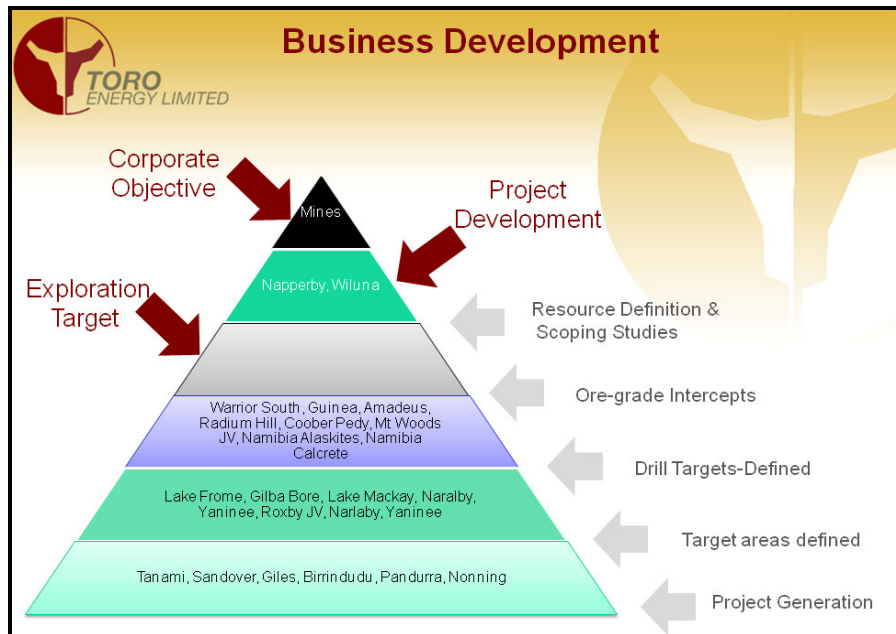 Business Development
TORO
ENERGY LIMITED
Corporate
Objective
Mines
Project
Development
Napperby, Wiluna
Exploration
Target
Resource Definition &
Scoping Studies
Ore-grade Intercepts
Warrior South, Guinea, Amadeus,
Radium Hill, Coober Pedy, Mt Woods
JV, Namibia Alaskites, Namibia
Calcrete
Drill Targets-Defined
Lake Frome, Gilba Bore, Lake Mackay, Naralby,
Yaninee, Roxby JV, Narlaby, Yaninee
Target areas defined
Tanami, Sandover, Giles, Birrindudu, Pandurra, Nonning
Project Generation